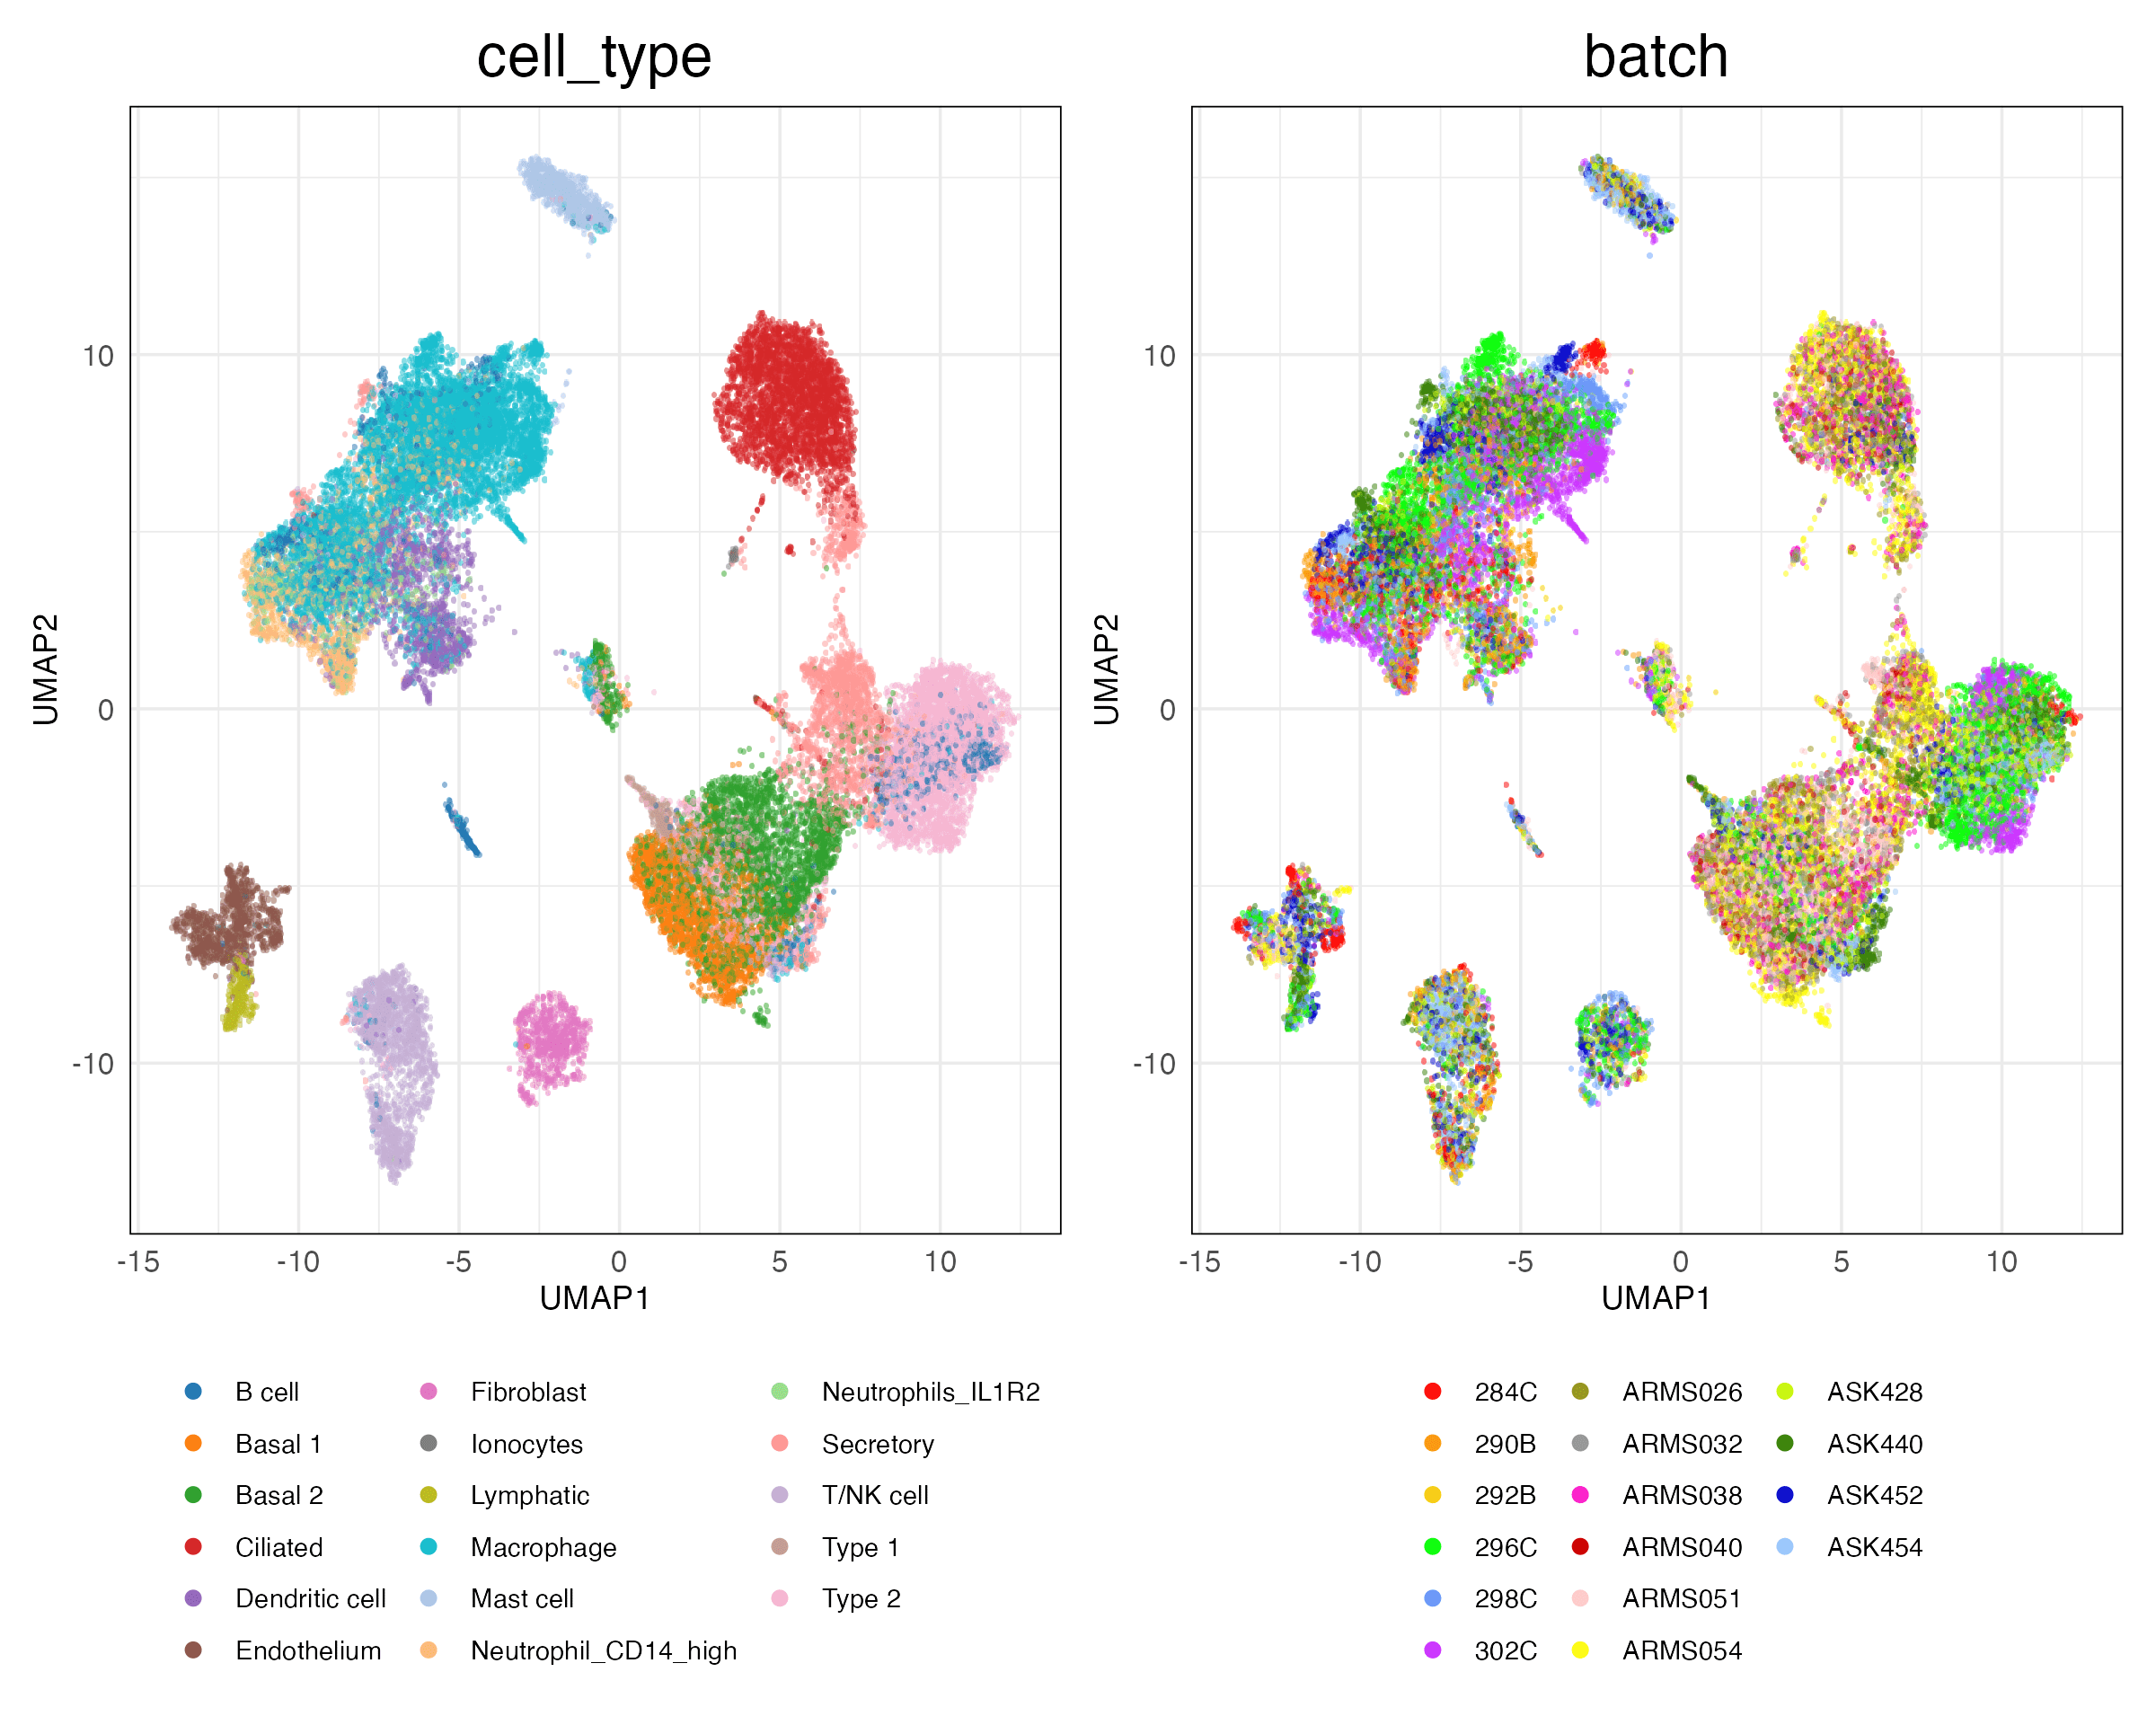 cell_type
batch
10
0
-10
UMAP2
-15 -10 -5 0 5 10
UMAP1
10
0
-10
UMAP2
-15 -10 -5 0 5 10
UMAP1
B cell Fibroblast Neutrophils_IL1R2
Basal 1 Ionocytes Secretory
Basal 2 Lymphatic T/NK cell
Ciliated Macrophage Type 1
Dendritic cell Mast cell Type 2
Endothelium Neutrophil_CD14_high
284C ARMS026 ASK428
290B ARMS032 ASK440
292B ARMS038 ASK452
296C ARMS040 ASK454
298C ARMS051
302C ARMS054